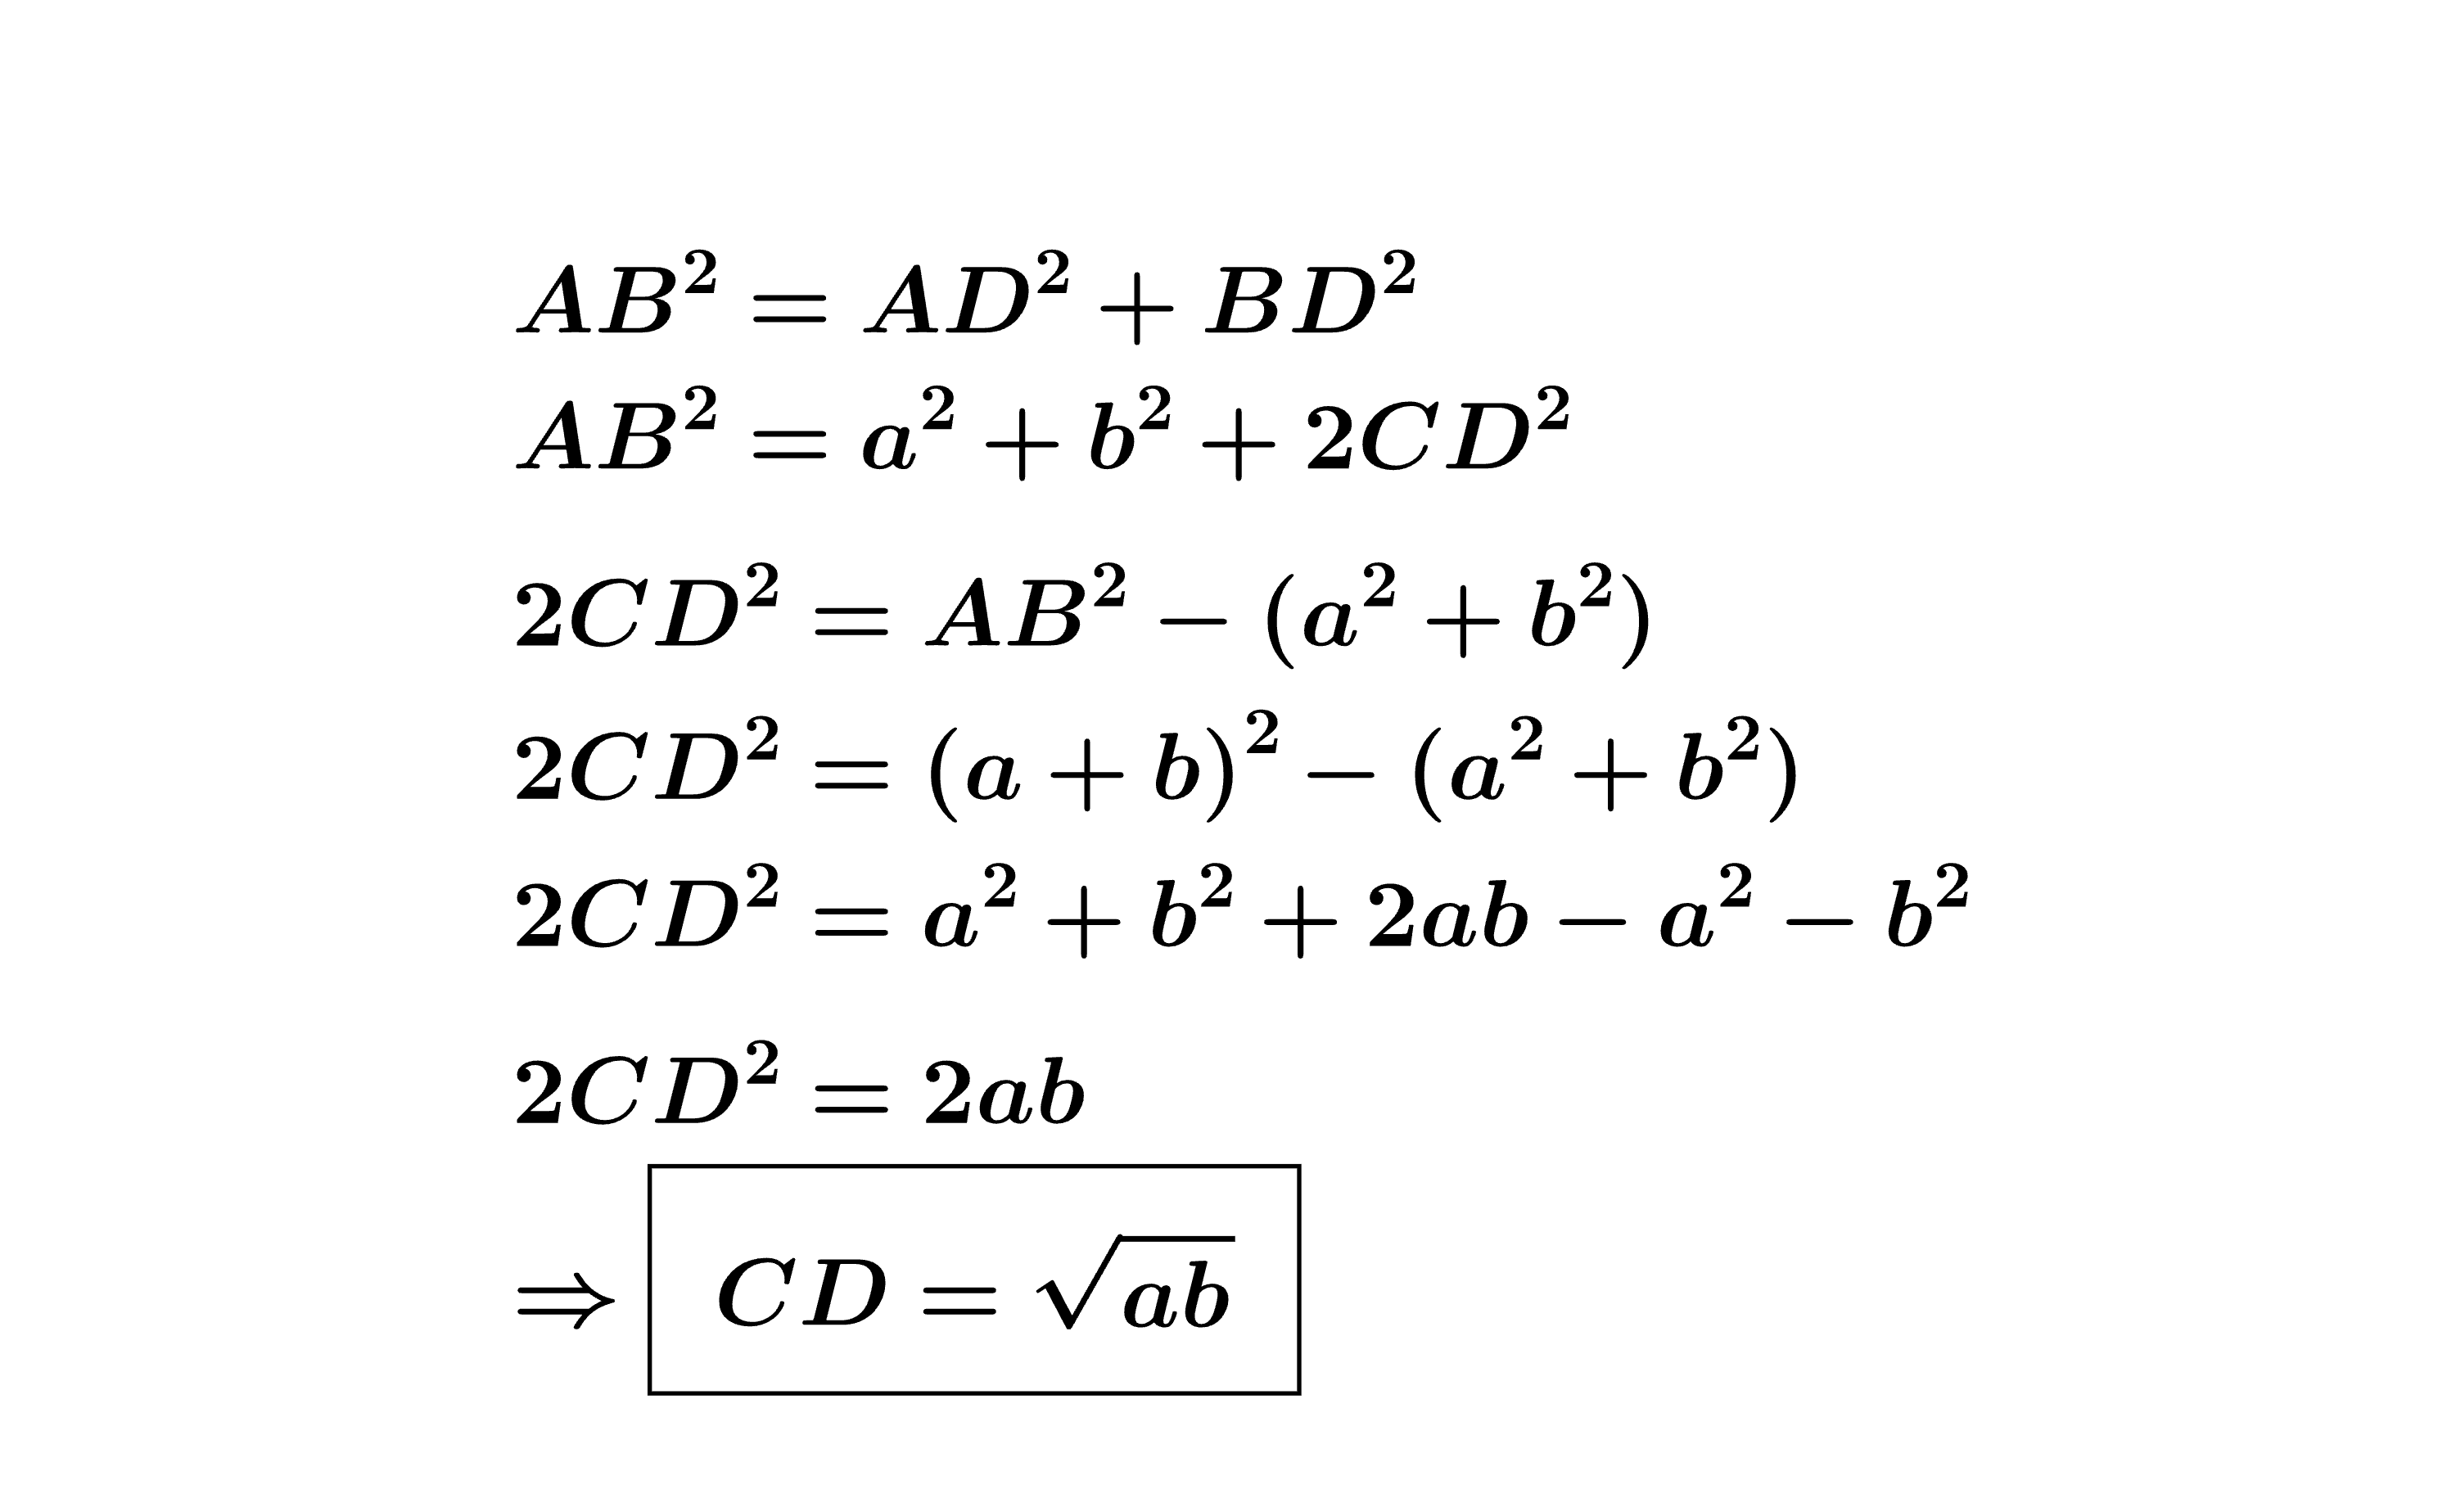 AB² = AD² + BD²
AB² = a² + b² + 2CD²
2CD² = AB² − (a² + b²)
2CD² = (a + b)² − (a² + b²)
2CD² = a² + b² + 2ab − a² − b²
2CD² = 2ab
⇒ CD = √ab